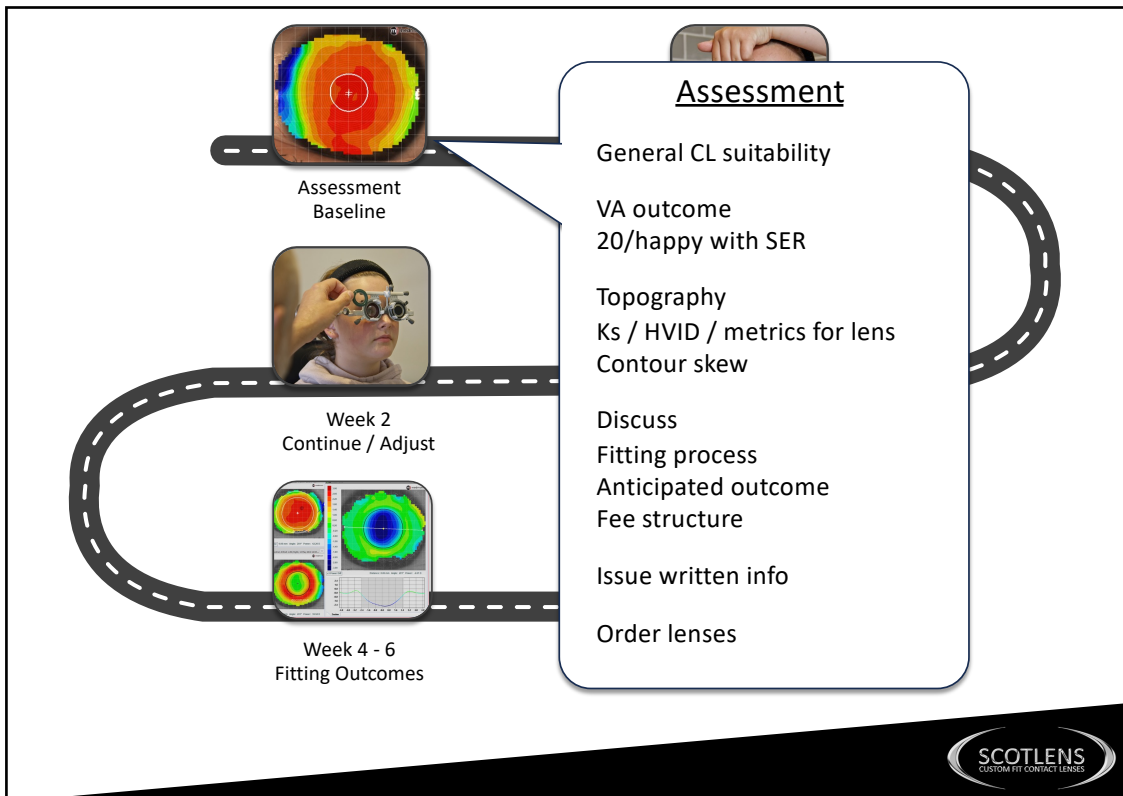 Assessment
Baseline
Week 2
Continue / Adjust
Week 4 - 6
Fitting Outcomes
Assessment
General CL suitability
VA outcome
20/happy with SER
Topography
Ks / HVID / metrics for lens
Contour skew
Discuss
Fitting process
Anticipated outcome
Fee structure
Issue written info
Order lenses
SCOTLENS
CUSTOM FIT CONTACT LENSES